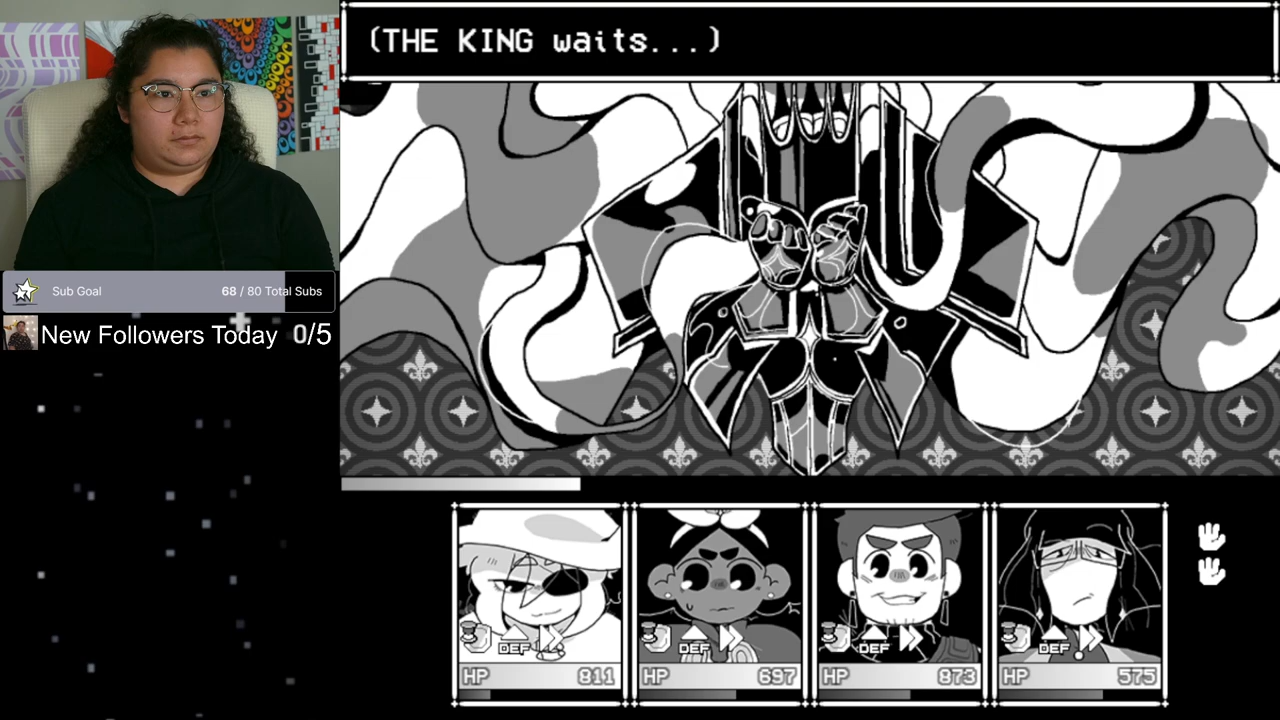 (THE KING waits...)
Sub Goal 68 / 80 Total Subs
New Followers Today 0/5
DEF DEF DEF DEF
HP 811 HP 697 HP 873 HP 575